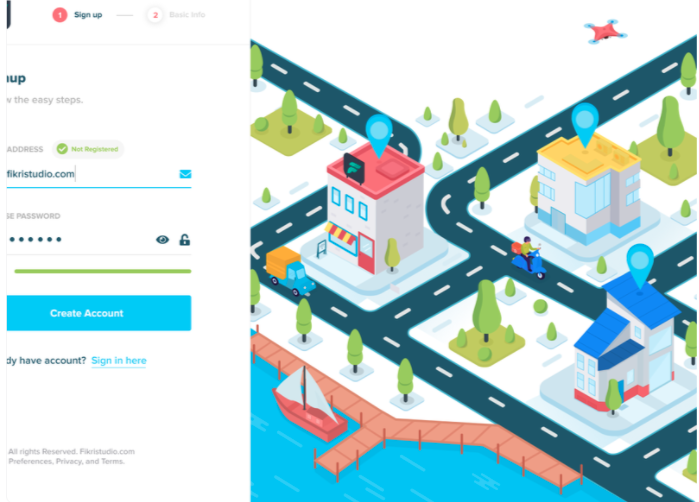 1 Sign up
2 Basic info
nup
w the easy steps.
ADDRESS
Not Registered
fikristudio.com
SE PASSWORD
Create Account
dy have account? Sign in here
All rights Reserved. Fikristudio.com
Preferences, Privacy, and Terms.